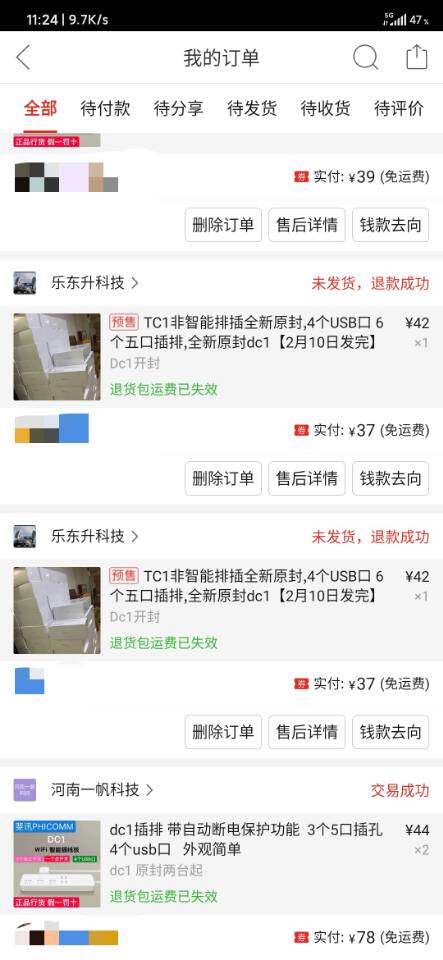 11:24 | 9.7K/s
5G
47%
我的订单
全部 待付款 待分享 待发货 待收货 待评价
正品行货 假一罚十
券 实付: ¥39 (免运费)
删除订单 售后详情 钱款去向
乐东升科技 >
未发货，退款成功
预售 TC1非智能排插全新原封,4个USB口 6
个五口插排,全新原封dc1【2月10日发完】
¥42
Dc1开封
×1
退货包运费已失效
券 实付: ¥37 (免运费)
删除订单 售后详情 钱款去向
乐东升科技 >
未发货，退款成功
预售 TC1非智能排插全新原封,4个USB口 6
个五口插排,全新原封dc1【2月10日发完】
¥42
Dc1开封
×1
退货包运费已失效
券 实付: ¥37 (免运费)
删除订单 售后详情 钱款去向
河南一帆科技 >
交易成功
斐讯PHICOMM
DC1
WiFi 智能插线板
4个USB口
正品行货 假一罚十
dc1插排 带自动断电保护功能 3个5口插孔
4个usb口 外观简单
¥44
dc1 原封两台起
×2
退货包运费已失效
券 实付: ¥78 (免运费)